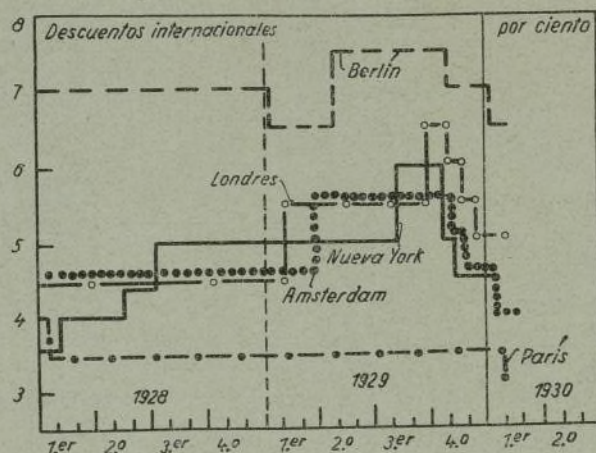 Descuentos internacionales
por ciento
8
7
6
5
4
3
Berlín
Londres
Nueva York
Amsterdam
París
1928
1929
1930
1.er 2.o 3.er 4.o 1.er 2.o 3.er 4.o 1.er 2.o